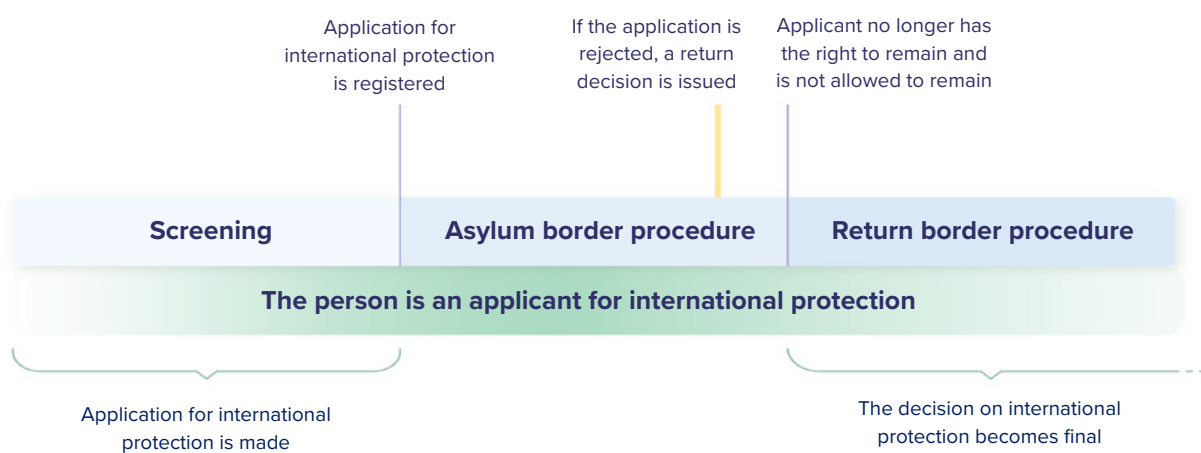 Application for
international protection
is registered
If the application is
rejected, a return
decision is issued
Applicant no longer has
the right to remain and
is not allowed to remain
Screening
Asylum border procedure
Return border procedure
The person is an applicant for international protection
Application for international
protection is made
The decision on international
protection becomes final